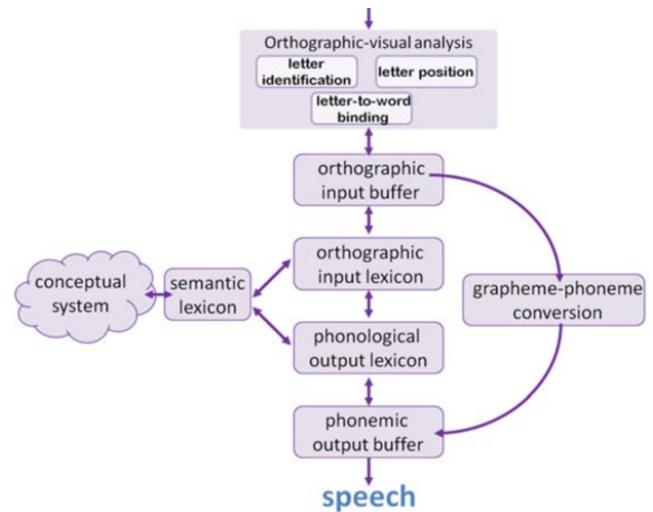 Orthographic-visual analysis
letter
identification
letter position
letter-to-word
binding
orthographic
input buffer
orthographic
input lexicon
conceptual
system
semantic
lexicon
grapheme-phoneme
conversion
phonological
output lexicon
phonemic
output buffer
speech